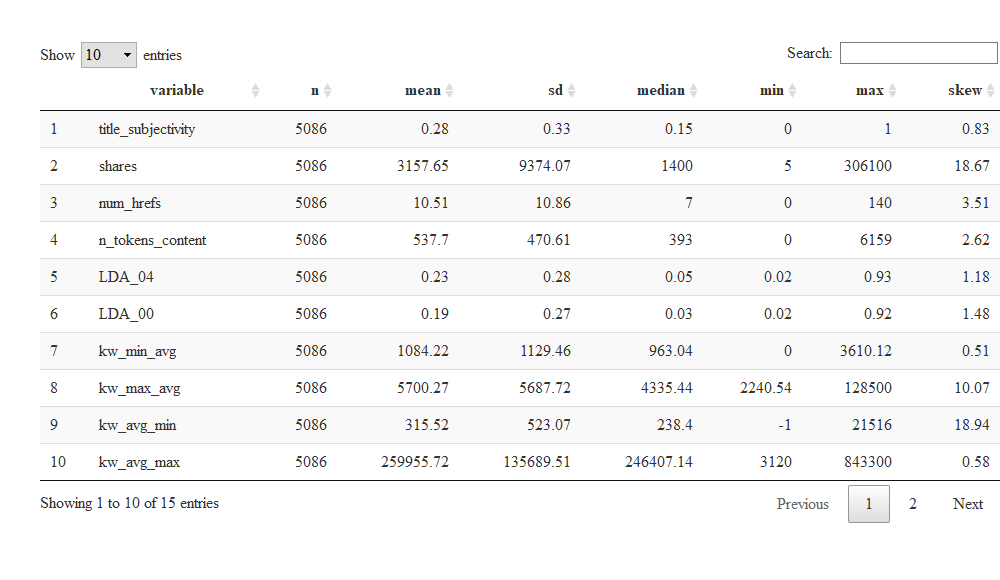 Show 10 entries Search:
variable n mean sd median min max skew
1 title_subjectivity 5086 0.28 0.33 0.15 0 1 0.83
2 shares 5086 3157.65 9374.07 1400 5 306100 18.67
3 num_hrefs 5086 10.51 10.86 7 0 140 3.51
4 n_tokens_content 5086 537.7 470.61 393 0 6159 2.62
5 LDA_04 5086 0.23 0.28 0.05 0.02 0.93 1.18
6 LDA_00 5086 0.19 0.27 0.03 0.02 0.92 1.48
7 kw_min_avg 5086 1084.22 1129.46 963.04 0 3610.12 0.51
8 kw_max_avg 5086 5700.27 5687.72 4335.44 2240.54 128500 10.07
9 kw_avg_min 5086 315.52 523.07 238.4 -1 21516 18.94
10 kw_avg_max 5086 259955.72 135689.51 246407.14 3120 843300 0.58
Showing 1 to 10 of 15 entries Previous 1 2 Next